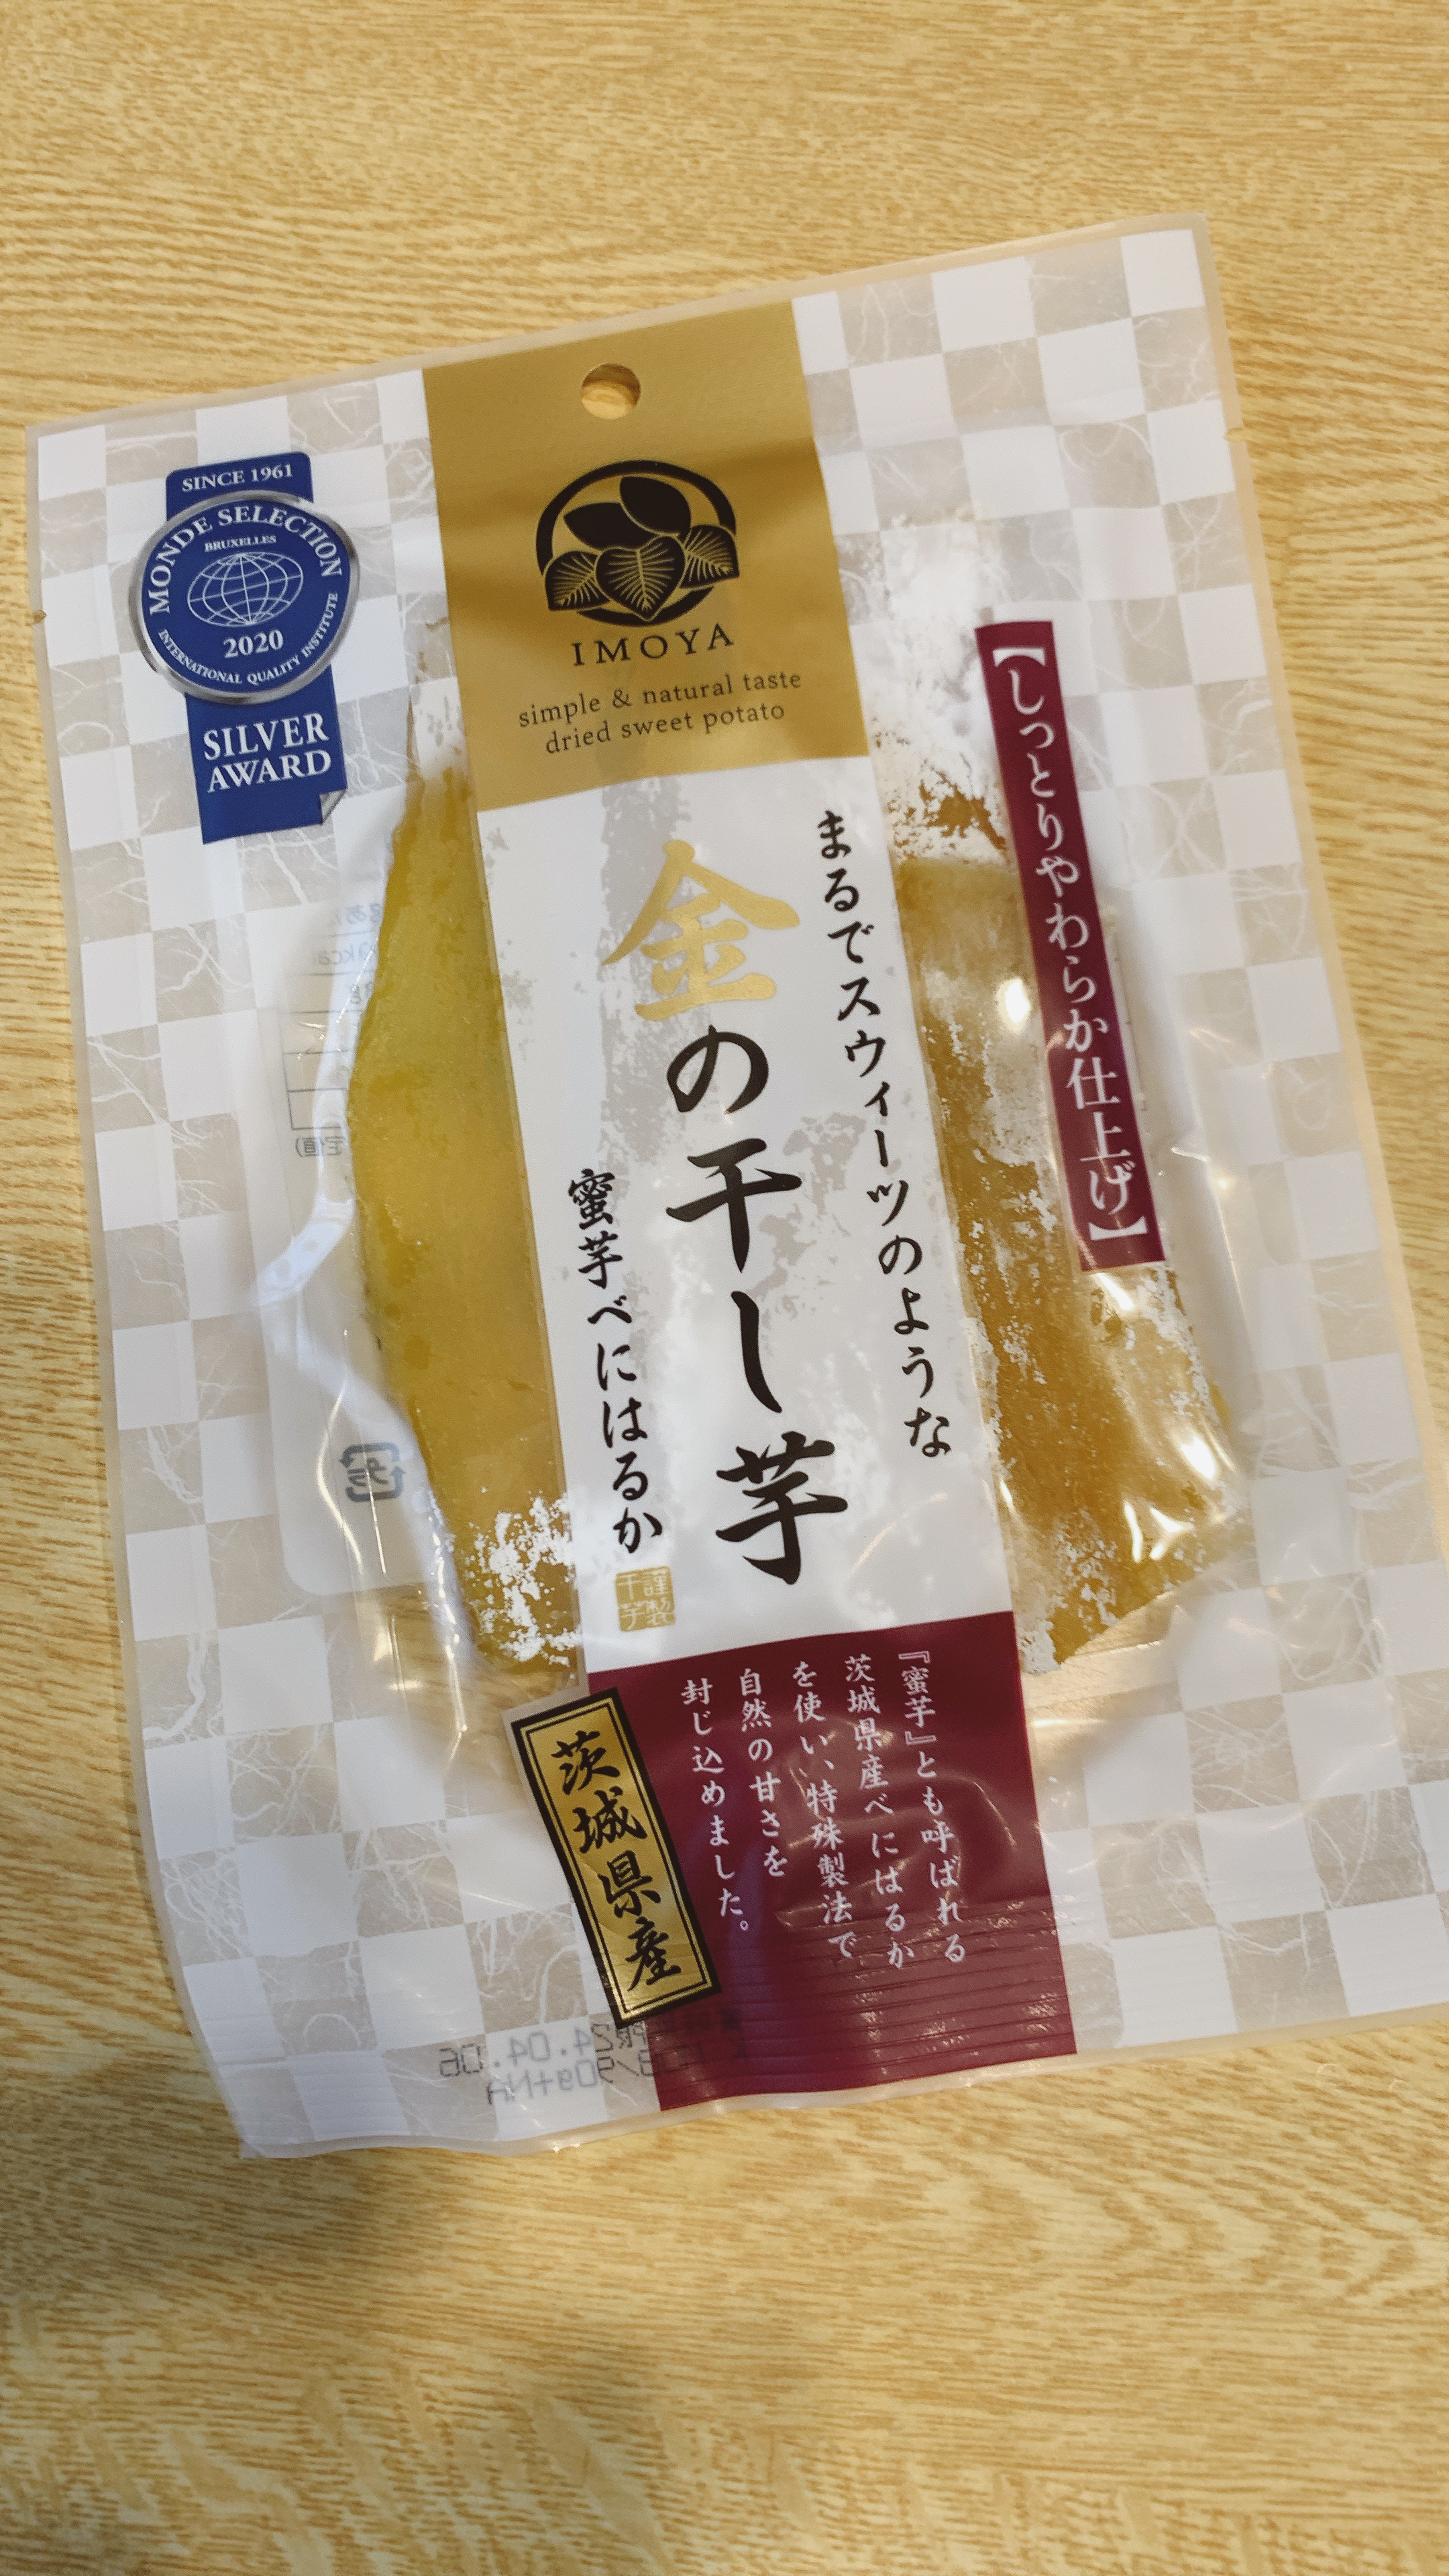 SINCE 1961
MONDE SELECTION
BRUXELLES
2020
INTERNATIONAL QUALITY INSTITUTE
SILVER
AWARD
IMOYA
simple & natural taste
dried sweet potato
【しっとりやわらか仕上げ】
まるでスウィーツのような
金の干し芋
蜜芋べにはるか
謹製
干芋
『蜜芋』とも呼ばれる
茨城県産べにはるか
を使い、特殊製法で
自然の甘さを
封じ込めました。
茨城県産
24.04.06